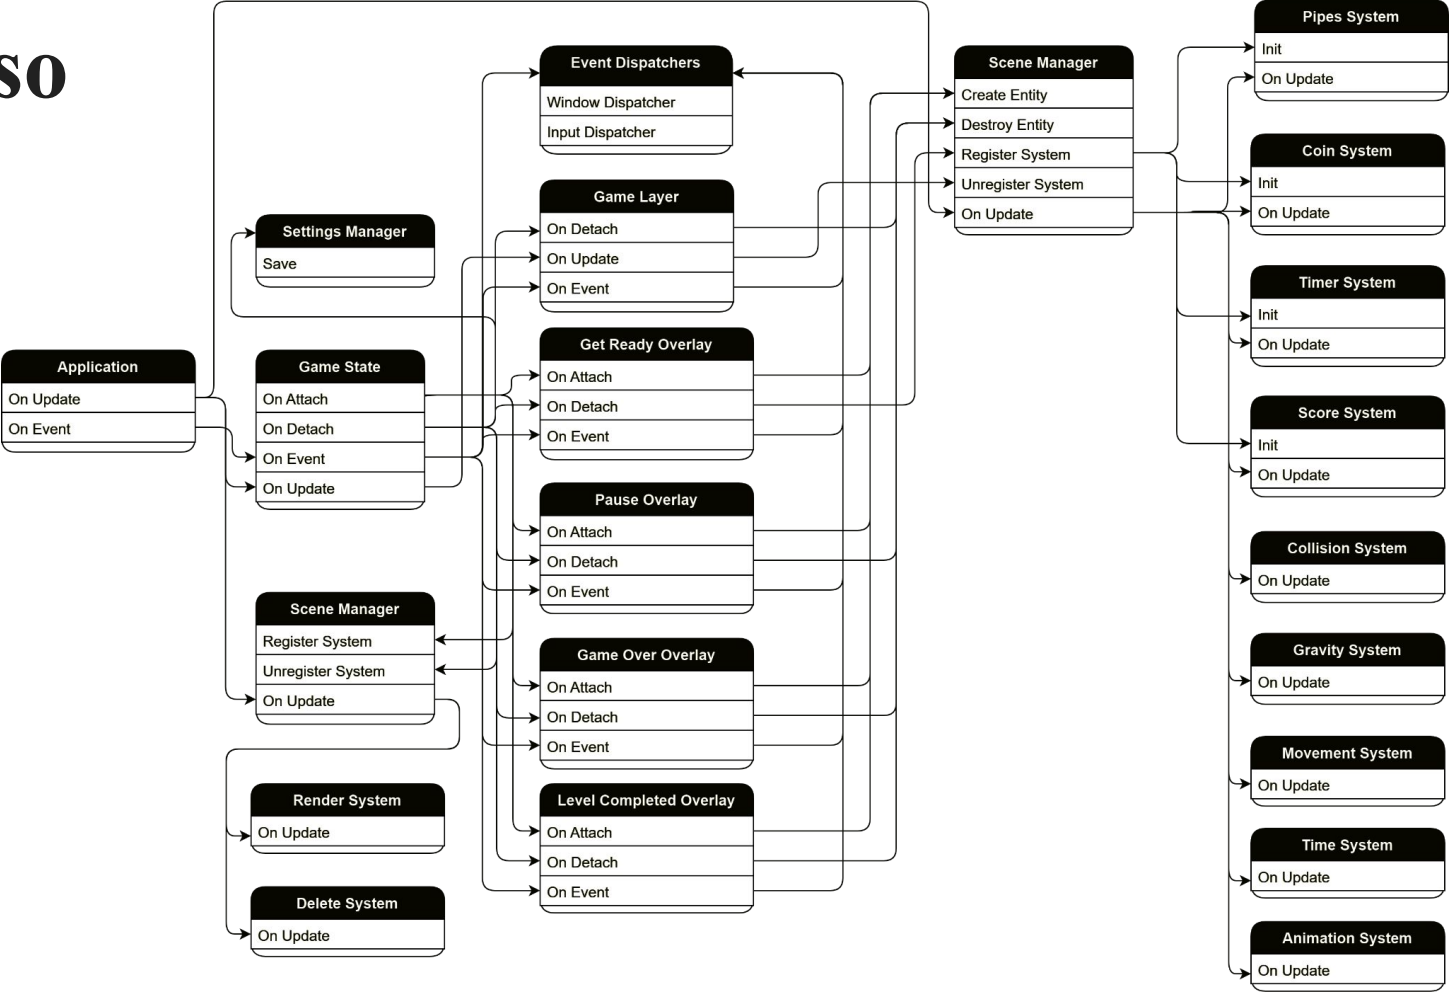 so
Application
On Update
On Event
Settings Manager
Save
Game State
On Attach
On Detach
On Event
On Update
Scene Manager
Register System
Unregister System
On Update
Render System
On Update
Delete System
On Update
Event Dispatchers
Window Dispatcher
Input Dispatcher
Game Layer
On Detach
On Update
On Event
Get Ready Overlay
On Attach
On Detach
On Event
Pause Overlay
On Attach
On Detach
On Event
Game Over Overlay
On Attach
On Detach
On Event
Level Completed Overlay
On Attach
On Detach
On Event
Scene Manager
Create Entity
Destroy Entity
Register System
Unregister System
On Update
Pipes System
Init
On Update
Coin System
Init
On Update
Timer System
Init
On Update
Score System
Init
On Update
Collision System
On Update
Gravity System
On Update
Movement System
On Update
Time System
On Update
Animation System
On Update